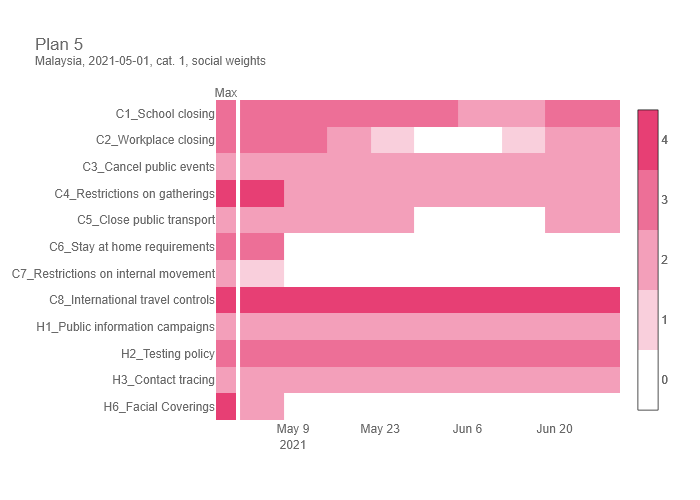 Plan 5
Malaysia, 2021-05-01, cat. 1, social weights
Max
C1_School closing
C2_Workplace closing
C3_Cancel public events
C4_Restrictions on gatherings
C5_Close public transport
C6_Stay at home requirements
C7_Restrictions on internal movement
C8_International travel controls
H1_Public information campaigns
H2_Testing policy
H3_Contact tracing
H6_Facial Coverings
May 9 May 23 Jun 6 Jun 20
2021
4
3
2
1
0